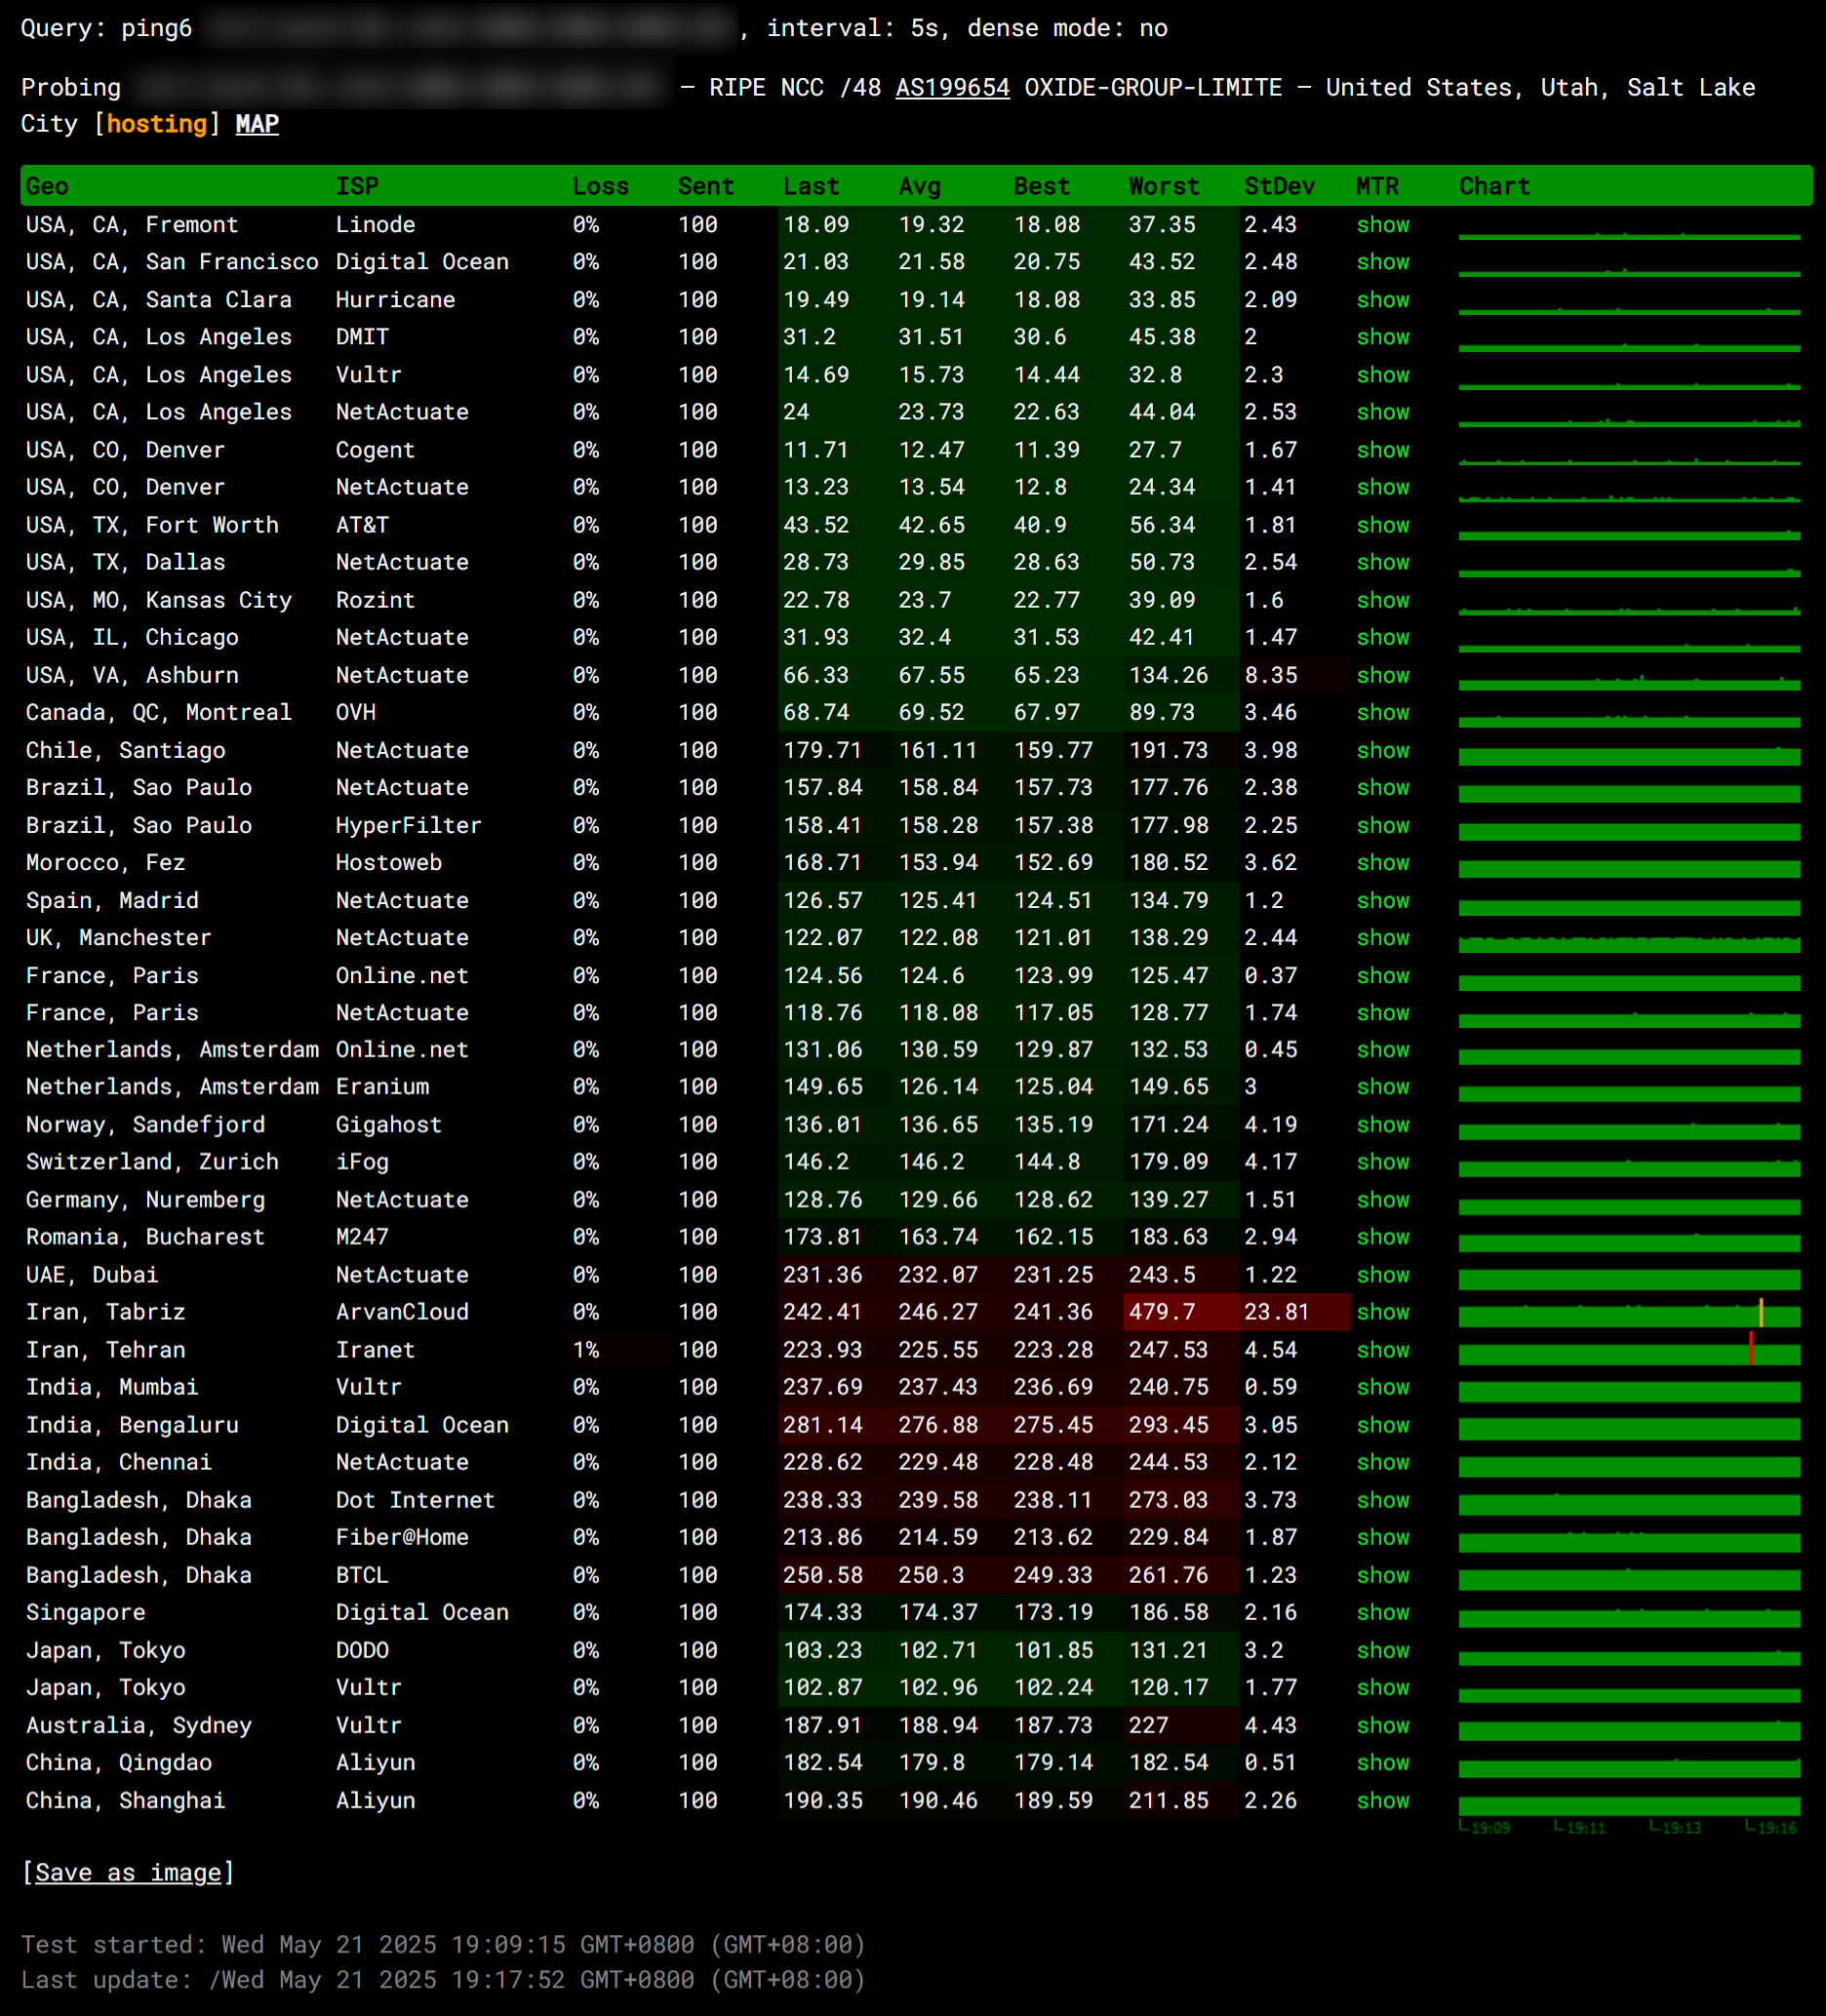 Query: ping6 , interval: 5s, dense mode: no
Probing — RIPE NCC /48 AS199654 OXIDE-GROUP-LIMITE — United States, Utah, Salt Lake
City [hosting] MAP
Geo ISP Loss Sent Last Avg Best Worst StDev MTR Chart
USA, CA, Fremont Linode 0% 100 18.09 19.32 18.08 37.35 2.43 show
USA, CA, San Francisco Digital Ocean 0% 100 21.03 21.58 20.75 43.52 2.48 show
USA, CA, Santa Clara Hurricane 0% 100 19.49 19.14 18.08 33.85 2.09 show
USA, CA, Los Angeles DMIT 0% 100 31.2 31.51 30.6 45.38 2 show
USA, CA, Los Angeles Vultr 0% 100 14.69 15.73 14.44 32.8 2.3 show
USA, CA, Los Angeles NetActuate 0% 100 24 23.73 22.63 44.04 2.53 show
USA, CO, Denver Cogent 0% 100 11.71 12.47 11.39 27.7 1.67 show
USA, CO, Denver NetActuate 0% 100 13.23 13.54 12.8 24.34 1.41 show
USA, TX, Fort Worth AT&T 0% 100 43.52 42.65 40.9 56.34 1.81 show
USA, TX, Dallas NetActuate 0% 100 28.73 29.85 28.63 50.73 2.54 show
USA, MO, Kansas City Rozint 0% 100 22.78 23.7 22.77 39.09 1.6 show
USA, IL, Chicago NetActuate 0% 100 31.93 32.4 31.53 42.41 1.47 show
USA, VA, Ashburn NetActuate 0% 100 66.33 67.55 65.23 134.26 8.35 show
Canada, QC, Montreal OVH 0% 100 68.74 69.52 67.97 89.73 3.46 show
Chile, Santiago NetActuate 0% 100 179.71 161.11 159.77 191.73 3.98 show
Brazil, Sao Paulo NetActuate 0% 100 157.84 158.84 157.73 177.76 2.38 show
Brazil, Sao Paulo HyperFilter 0% 100 158.41 158.28 157.38 177.98 2.25 show
Morocco, Fez Hostoweb 0% 100 168.71 153.94 152.69 180.52 3.62 show
Spain, Madrid NetActuate 0% 100 126.57 125.41 124.51 134.79 1.2 show
UK, Manchester NetActuate 0% 100 122.07 122.08 121.01 138.29 2.44 show
France, Paris Online.net 0% 100 124.56 124.6 123.99 125.47 0.37 show
France, Paris NetActuate 0% 100 118.76 118.08 117.05 128.77 1.74 show
Netherlands, Amsterdam Online.net 0% 100 131.06 130.59 129.87 132.53 0.45 show
Netherlands, Amsterdam Eranium 0% 100 149.65 126.14 125.04 149.65 3 show
Norway, Sandefjord Gigahost 0% 100 136.01 136.65 135.19 171.24 4.19 show
Switzerland, Zurich iFog 0% 100 146.2 146.2 144.8 179.09 4.17 show
Germany, Nuremberg NetActuate 0% 100 128.76 129.66 128.62 139.27 1.51 show
Romania, Bucharest M247 0% 100 173.81 163.74 162.15 183.63 2.94 show
UAE, Dubai NetActuate 0% 100 231.36 232.07 231.25 243.5 1.22 show
Iran, Tabriz ArvanCloud 0% 100 242.41 246.27 241.36 479.7 23.81 show
Iran, Tehran Iranet 1% 100 223.93 225.55 223.28 247.53 4.54 show
India, Mumbai Vultr 0% 100 237.69 237.43 236.69 240.75 0.59 show
India, Bengaluru Digital Ocean 0% 100 281.14 276.88 275.45 293.45 3.05 show
India, Chennai NetActuate 0% 100 228.62 229.48 228.48 244.53 2.12 show
Bangladesh, Dhaka Dot Internet 0% 100 238.33 239.58 238.11 273.03 3.73 show
Bangladesh, Dhaka Fiber@Home 0% 100 213.86 214.59 213.62 229.84 1.87 show
Bangladesh, Dhaka BTCL 0% 100 250.58 250.3 249.33 261.76 1.23 show
Singapore Digital Ocean 0% 100 174.33 174.37 173.19 186.58 2.16 show
Japan, Tokyo DODO 0% 100 103.23 102.71 101.85 131.21 3.2 show
Japan, Tokyo Vultr 0% 100 102.87 102.96 102.24 120.17 1.77 show
Australia, Sydney Vultr 0% 100 187.91 188.94 187.73 227 4.43 show
China, Qingdao Aliyun 0% 100 182.54 179.8 179.14 182.54 0.51 show
China, Shanghai Aliyun 0% 100 190.35 190.46 189.59 211.85 2.26 show
19:09 19:11 19:13 19:16
[Save as image]
Test started: Wed May 21 2025 19:09:15 GMT+0800 (GMT+08:00)
Last update: /Wed May 21 2025 19:17:52 GMT+0800 (GMT+08:00)